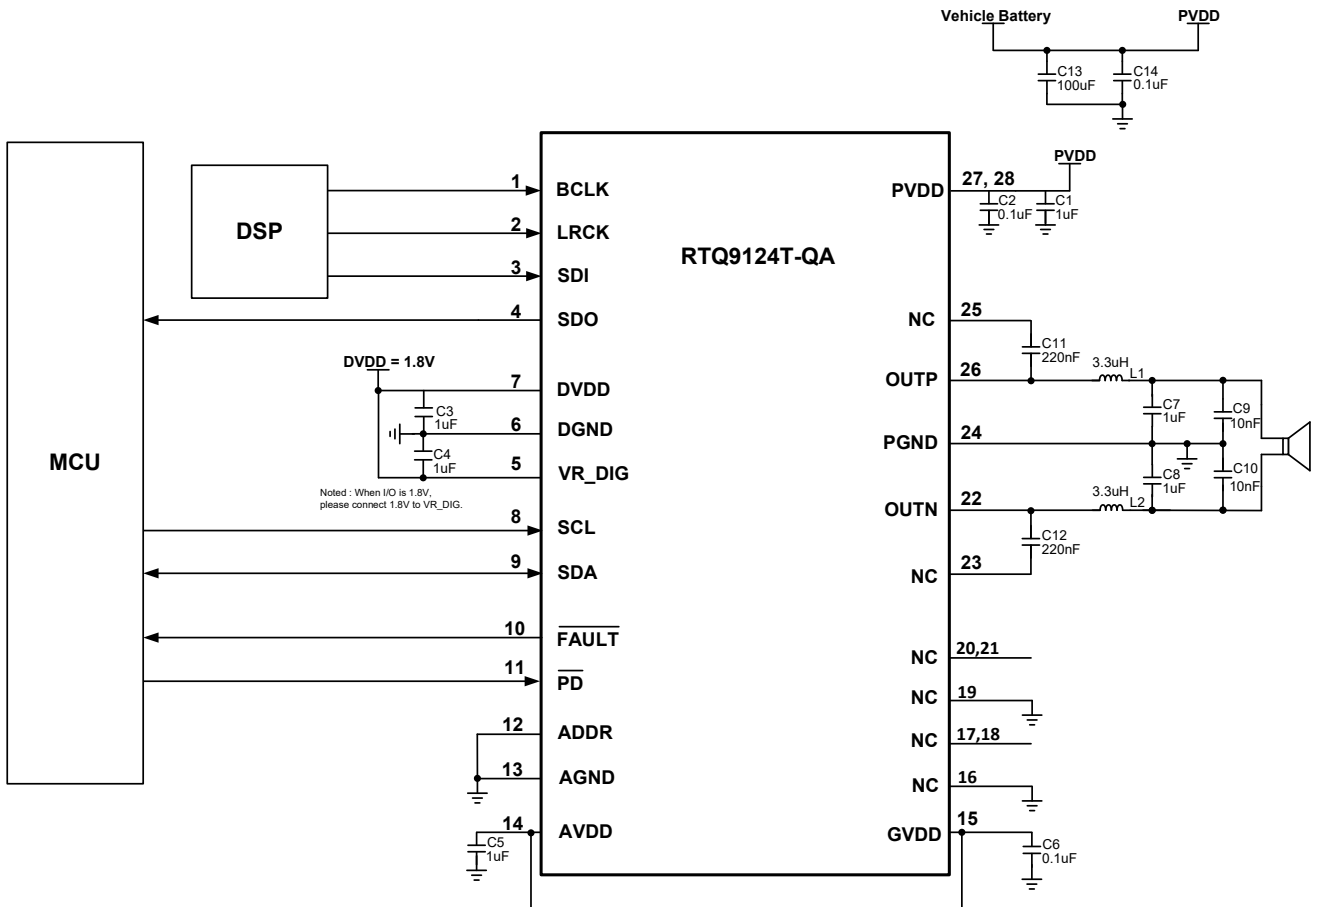 Vehicle Battery
PVDD
C13
100uF
C14
0.1uF
MCU
DSP
RTQ9124T-QA
1
BCLK
2
LRCK
3
SDI
4
SDO
DVDD = 1.8V
7
DVDD
C3
1uF
6
DGND
C4
1uF
5
VR_DIG
Noted : When I/O is 1.8V,
please connect 1.8V to VR_DIG.
8
SCL
9
SDA
10
FAULT
11
PD
12
ADDR
13
AGND
14
AVDD
C5
1uF
PVDD
27, 28
PVDD
C2
0.1uF
C1
1uF
NC
25
C11
220nF
OUTP
26
3.3uH
L1
C7
1uF
C9
10nF
PGND
24
C8
1uF
C10
10nF
OUTN
22
3.3uH
L2
C12
220nF
NC
23
NC
20,21
NC
19
NC
17,18
NC
16
GVDD
15
C6
0.1uF